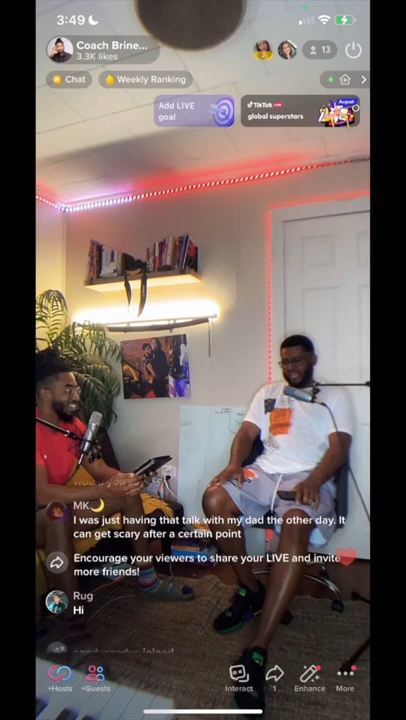 3:49
Coach Brine...
3.3K likes
13
Chat
Weekly Ranking
Add LIVE
goal
TikTok LIVE
global superstars
August
MK🌙
I was just having that talk with my dad the other day. It
can get scary after a certain point
Encourage your viewers to share your LIVE and invite
more friends!
Rug
Hi
joined
+Hosts
+Guests
Interact
1
Enhance
More